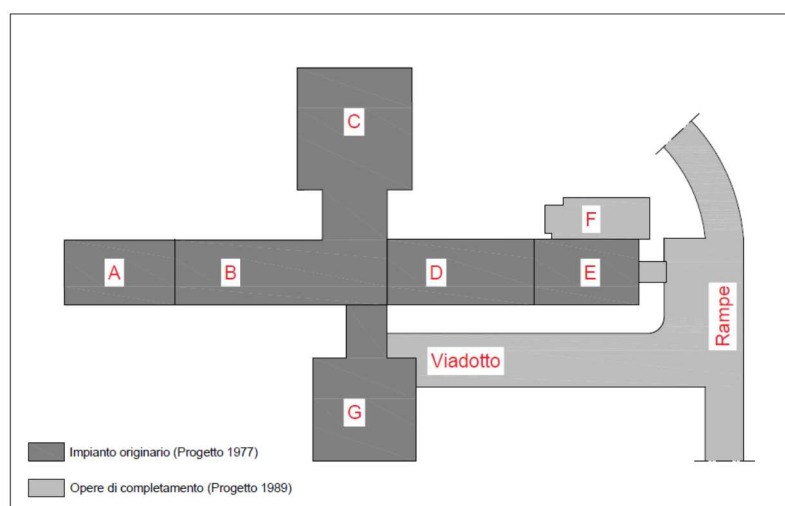 C
F
A
B
D
E
Rampe
Viadotto
G
Impianto originario (Progetto 1977)
Opere di completamento (Progetto 1989)